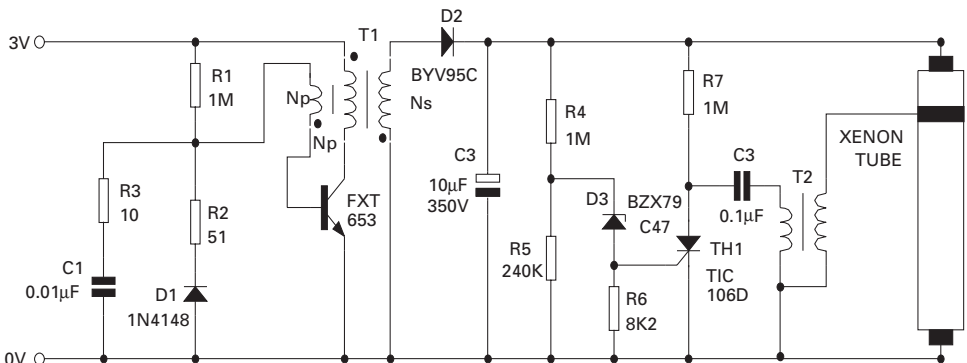 3V
R1
1M
R3
10
C1
0.01µF
R2
51
D1
1N4148
Np
Np
T1
Ns
FXT
653
D2
BYV95C
C3
10µF
350V
R4
1M
R5
240K
D3
BZX79
C47
R6
8K2
R7
1M
TH1
TIC
106D
C3
0.1µF
T2
XENON
TUBE
0V